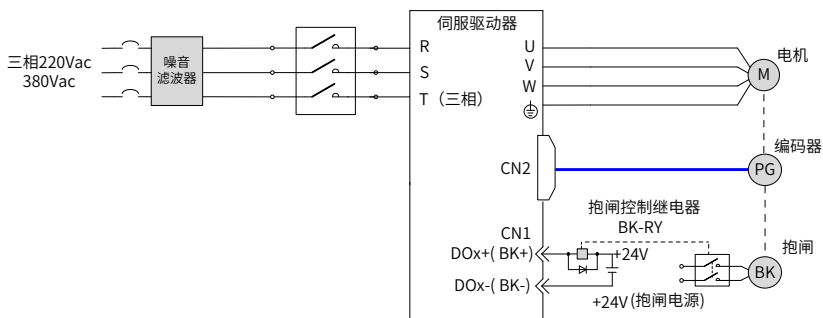 伺服驱动器
三相220Vac
380Vac
噪音
滤波器
R
S
T（三相）
U
V
W
M
电机
CN2
PG
编码器
抱闸控制继电器
BK-RY
CN1
DOx+( BK+)
+24V
DOx-( BK-)
+24V (抱闸电源)
BK
抱闸